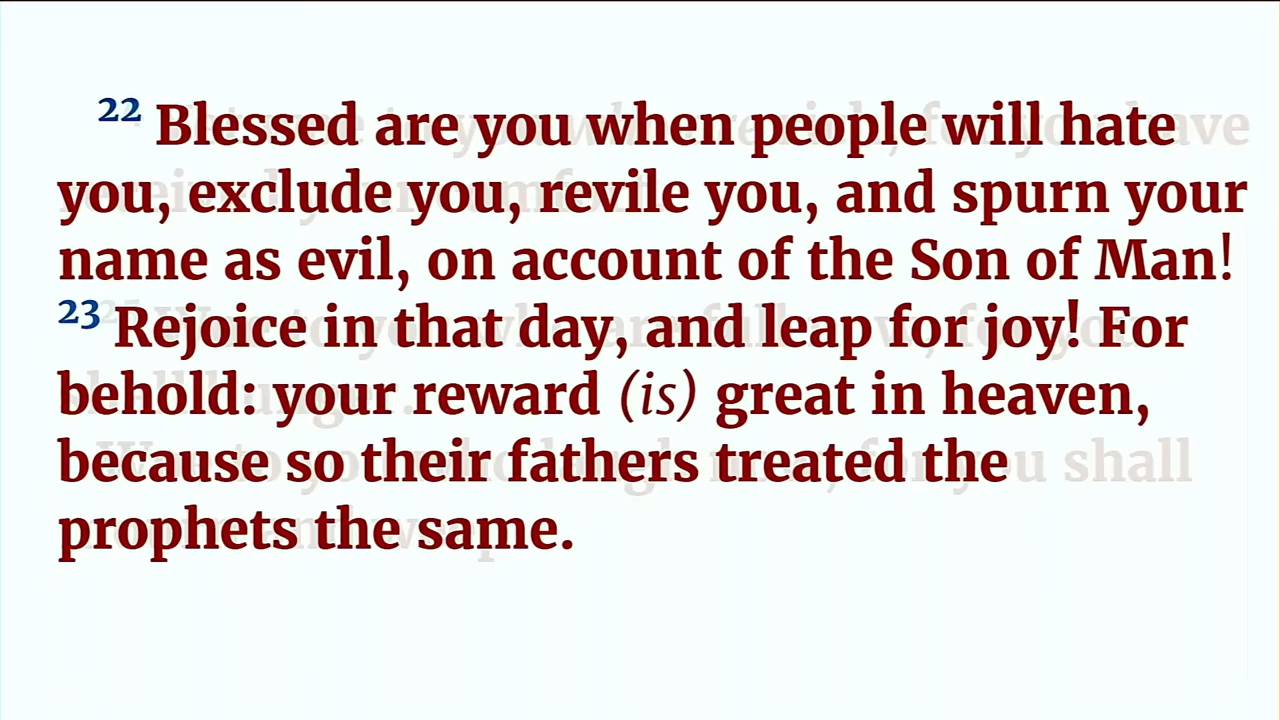 22 Blessed are you when people will hate
you, exclude you, revile you, and spurn your
name as evil, on account of the Son of Man!
23 Rejoice in that day, and leap for joy! For
behold: your reward (is) great in heaven,
because so their fathers treated the
prophets the same.